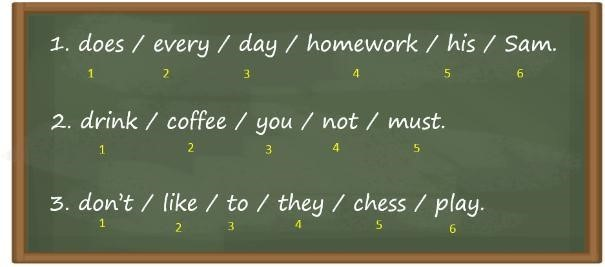 1. does / every / day / homework / his / Sam.
1 2 3 4 5 6
2. drink / coffee / you / not / must.
1 2 3 4 5
3. don't / like / to / they / chess / play.
1 2 3 4 5 6